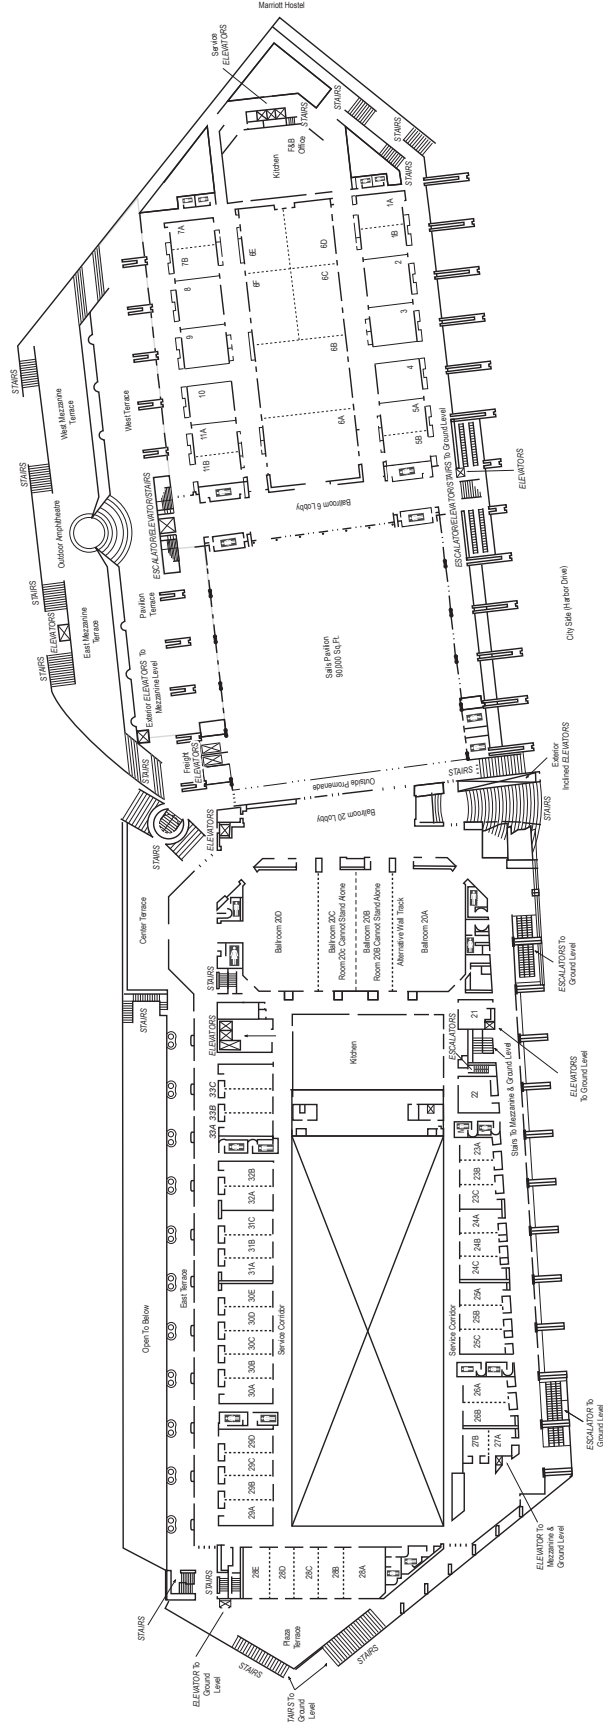 Marriott Hostel
Service
ELEVATORS
STAIRS
STAIRS
STAIRS
STAIRS
F&B
Office
Kitchen
7A
7B
8
9
10
11A
11B
6E
6F
6D
6C
6B
6A
1A
1B
2
3
4
5A
5B
STAIRS
West Mezzanine
Terrace
West Terrace
STAIRS
Outdoor Amphitheatre
ESCALATOR/ELEVATOR/STAIRS
Ballroom 6 Lobby
ESCALATOR/ELEVATOR/STAIRS To Ground Level
ELEVATORS
STAIRS
ELEVATORS
STAIRS
East Mezzanine
Terrace
Pavilion
Terrace
Exterior ELEVATORS To
Mezzanine Level
Sails Pavilion
90,000 Sq.Ft.
City Side (Harbor Drive)
STAIRS
Freight
ELEVATORS
Outside Promenade
STAIRS
Exterior
Inclined ELEVATORS
STAIRS
ELEVATORS
Ballroom 20 Lobby
STAIRS
Center Terrace
Ballroom 20D
Ballroom 20C
Room 20c Cannot Stand Alone
Ballroom 20B
Room 20B Cannot Stand Alone
Alternative Wall Track
Ballroom 20A
STAIRS
STAIRS
ESCALATORS To
Ground Level
ELEVATORS
Kitchen
ESCALATORS
21
22
Stairs To Mezzanine & Ground Level
ELEVATORS
To Ground Level
33C
33B
33A
32B
32A
31C
31B
31A
30E
30D
30C
30B
30A
29D
29C
29B
29A
23A
23B
23C
24A
24B
24C
25A
25B
25C
26A
26B
27B
27A
Open To Below
East Terrace
Service Corridor
Service Corridor
ESCALATOR To
Ground Level
ELEVATOR To
Mezzanine &
Ground Level
STAIRS
STAIRS
28E
28D
28C
28B
28A
ELEVATOR To
Ground
Level
Plaza
Terrace
STAIRS
STAIRS
TAIRS To
Ground
Level